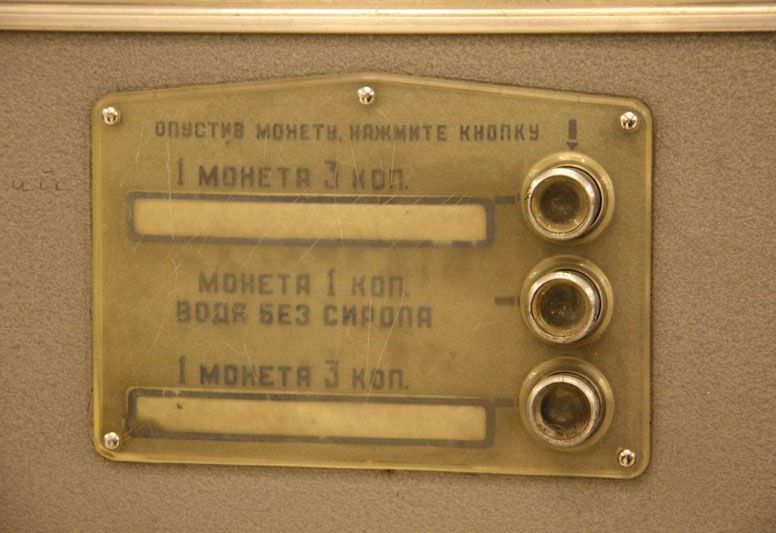 ОПУСТИВ МОНЕТУ, НАЖМИТЕ КНОПКУ
1 МОНЕТА 3 КОП.
МОНЕТА 1 КОП.
ВОДА БЕЗ СИРОПА
1 МОНЕТА 3 КОП.